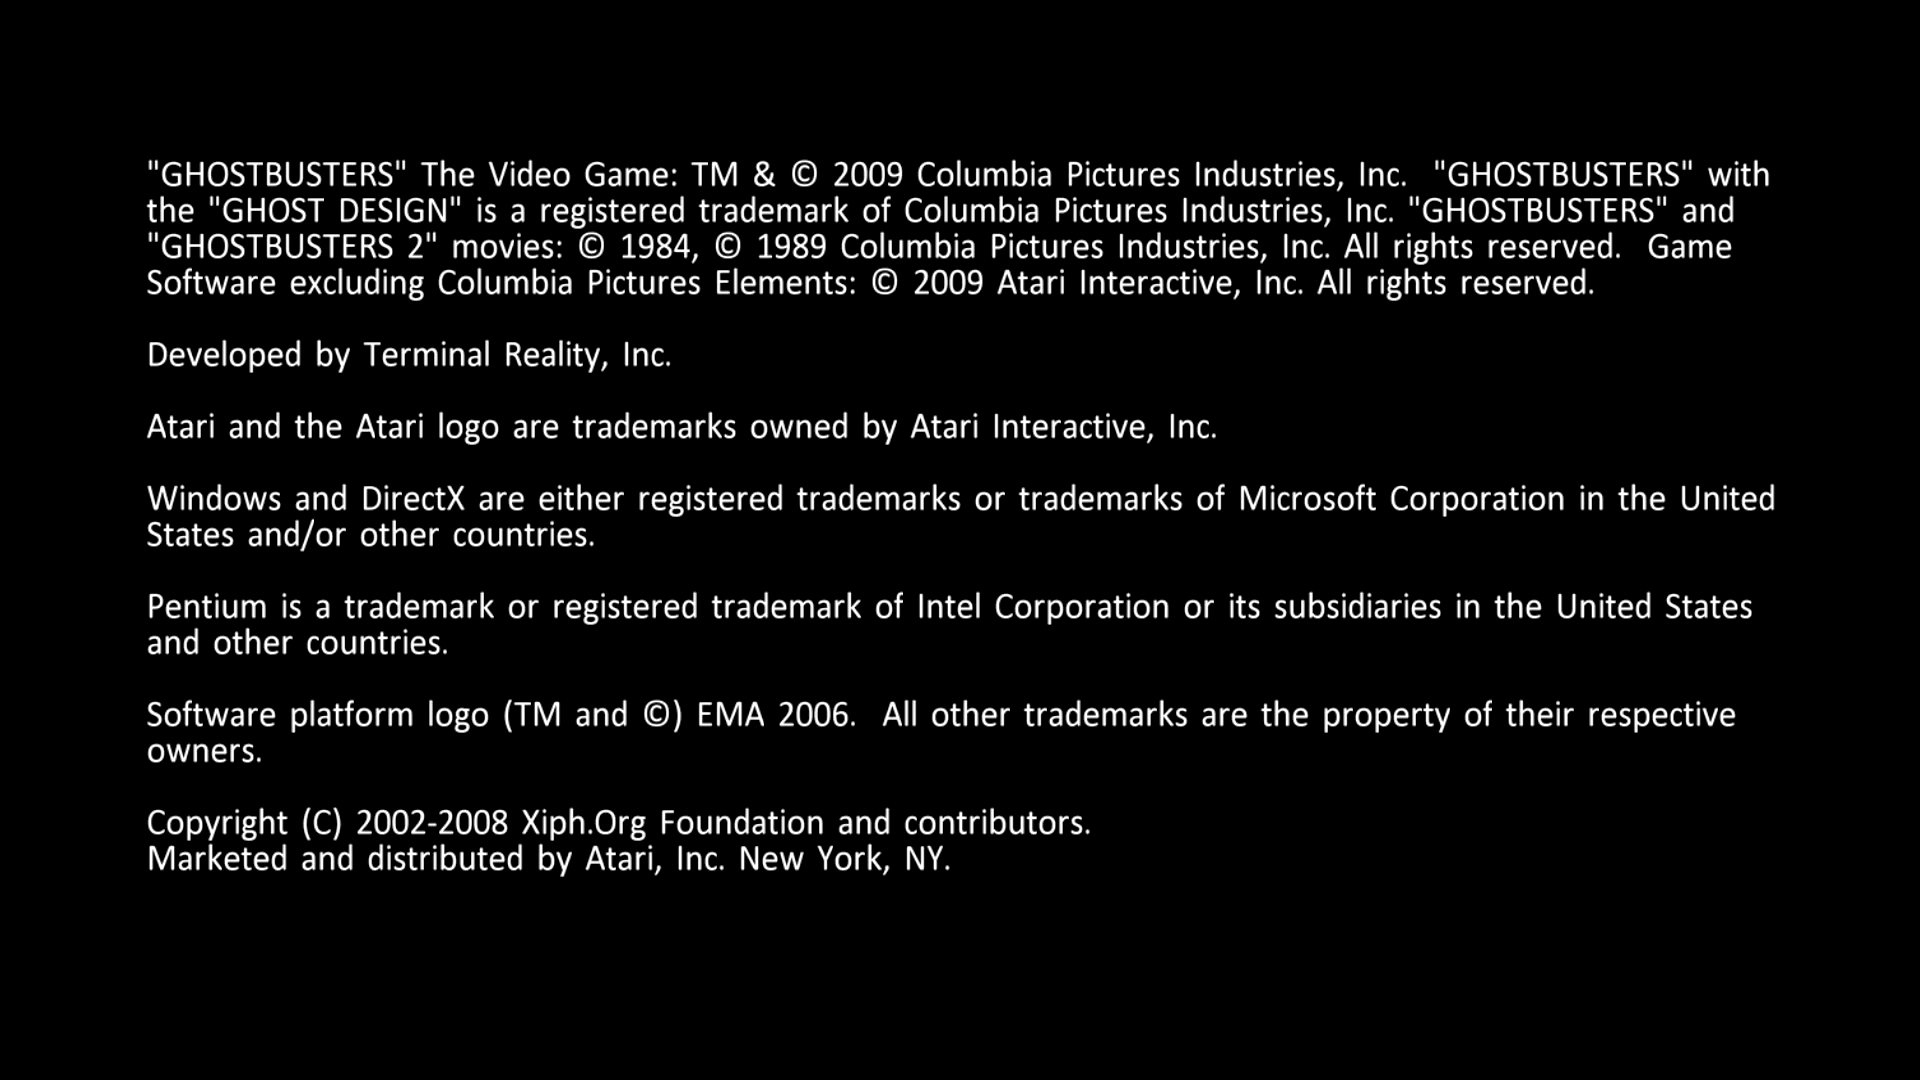 "GHOSTBUSTERS" The Video Game: TM & © 2009 Columbia Pictures Industries, Inc.  "GHOSTBUSTERS" with
the "GHOST DESIGN" is a registered trademark of Columbia Pictures Industries, Inc. "GHOSTBUSTERS" and
"GHOSTBUSTERS 2" movies: © 1984, © 1989 Columbia Pictures Industries, Inc. All rights reserved.  Game
Software excluding Columbia Pictures Elements: © 2009 Atari Interactive, Inc. All rights reserved.
Developed by Terminal Reality, Inc.
Atari and the Atari logo are trademarks owned by Atari Interactive, Inc.
Windows and DirectX are either registered trademarks or trademarks of Microsoft Corporation in the United
States and/or other countries.
Pentium is a trademark or registered trademark of Intel Corporation or its subsidiaries in the United States
and other countries.
Software platform logo (TM and ©) EMA 2006.  All other trademarks are the property of their respective
owners.
Copyright (C) 2002-2008 Xiph.Org Foundation and contributors.
Marketed and distributed by Atari, Inc. New York, NY.